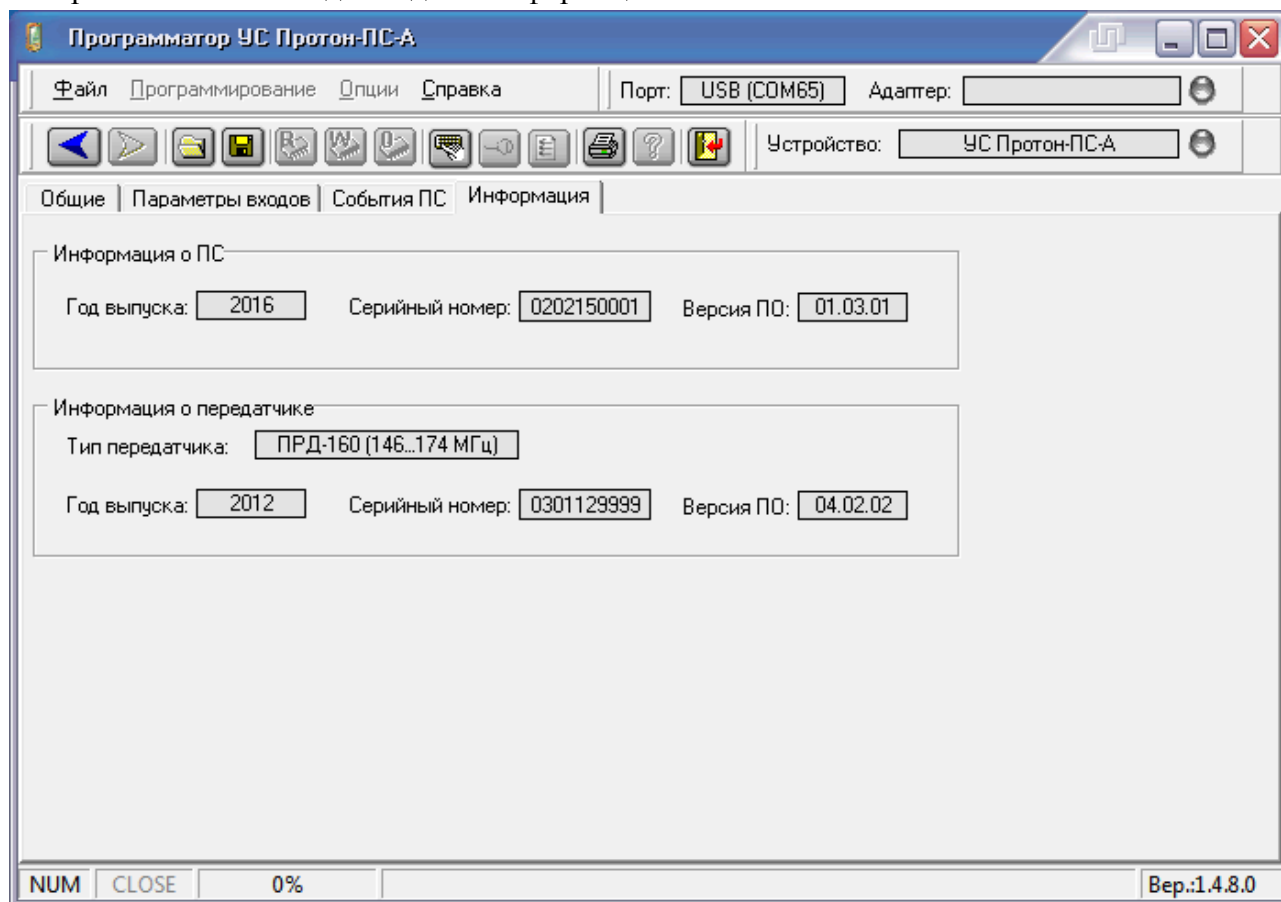 Программатор УС Протон-ПС-А
Файл Программирование Опции Справка Порт: USB (COM65) Адаптер:
Устройство: УС Протон-ПС-А
Общие Параметры входов События ПС Информация
Информация о ПС
Год выпуска: 2016 Серийный номер: 0202150001 Версия ПО: 01.03.01
Информация о передатчике
Тип передатчика: ПРД-160 (146...174 МГц)
Год выпуска: 2012 Серийный номер: 0301129999 Версия ПО: 04.02.02
NUM CLOSE 0% Вер.:1.4.8.0